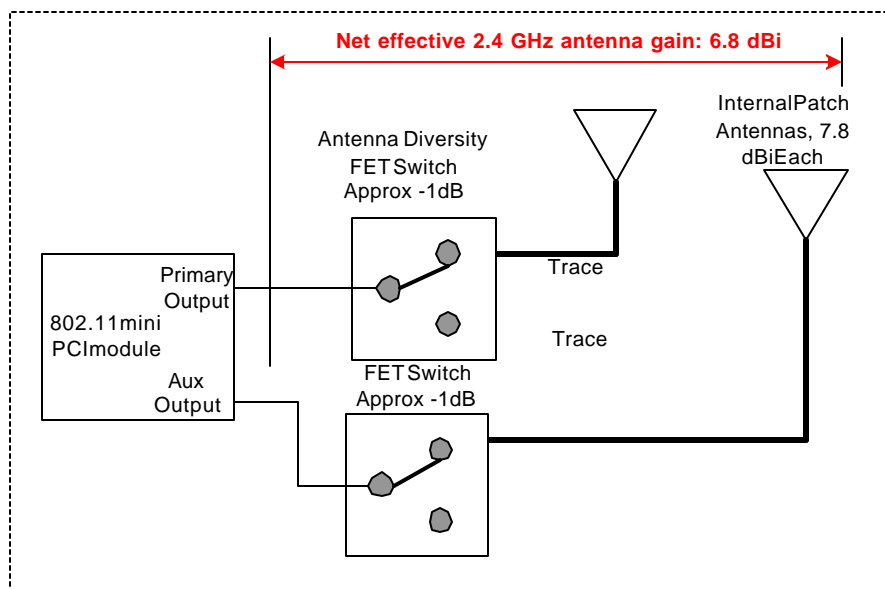 Net effective 2.4 GHz antenna gain: 6.8 dBi
InternalPatch
Antennas, 7.8
dBiEach
Antenna Diversity
FETSwitch
Approx -1dB
Trace
Primary
Output
802.11mini
PCImodule
Trace
Aux
Output
FETSwitch
Approx -1dB